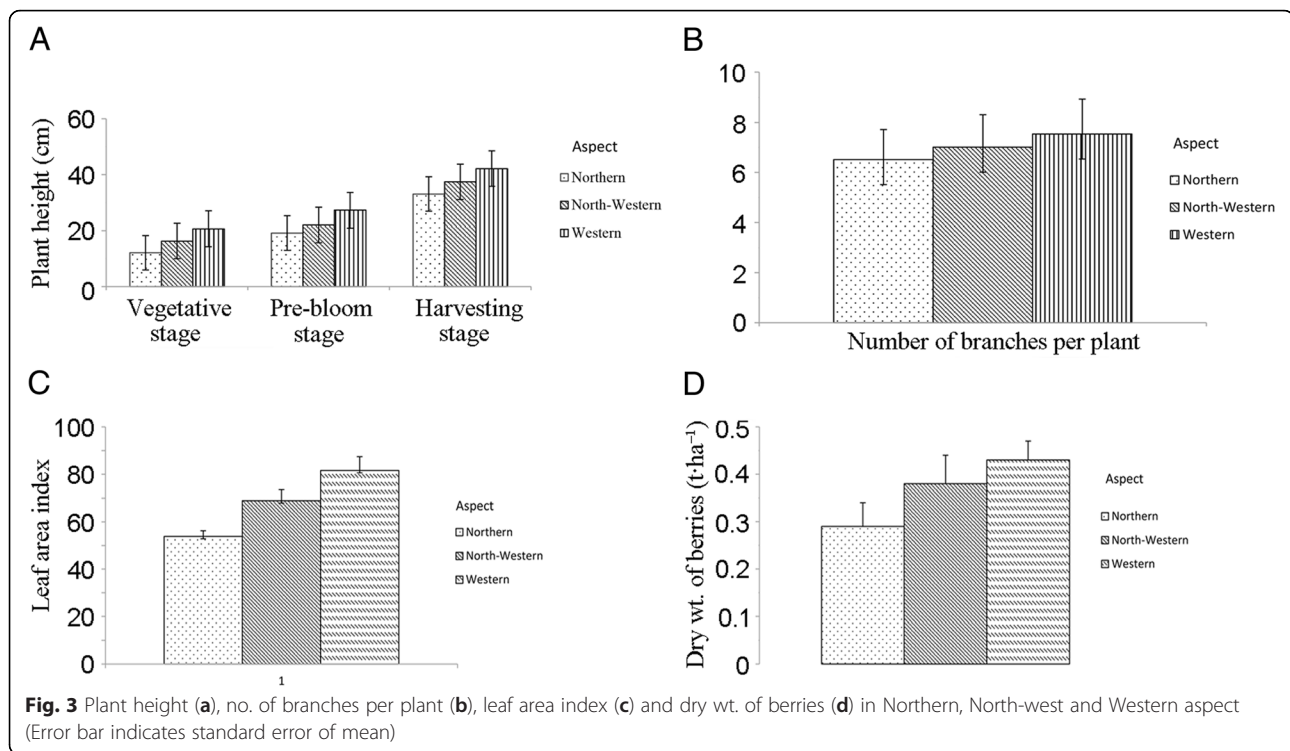 A
Plant height (cm)
60
40
20
0
Vegetative stage
Pre-bloom stage
Harvesting stage
Aspect
Northern
North-Western
Western
B
10
8
6
4
2
0
Number of branches per plant
Aspect
Northern
North-Western
Western
C
Leaf area index
100
80
60
40
20
0
1
Aspect
Northern
North-Western
Western
D
Dry wt. of berries (t·ha⁻¹)
0.5
0.4
0.3
0.2
0.1
0
Aspect
Northern
North-Western
Western
Fig. 3 Plant height (a), no. of branches per plant (b), leaf area index (c) and dry wt. of berries (d) in Northern, North-west and Western aspect
(Error bar indicates standard error of mean)